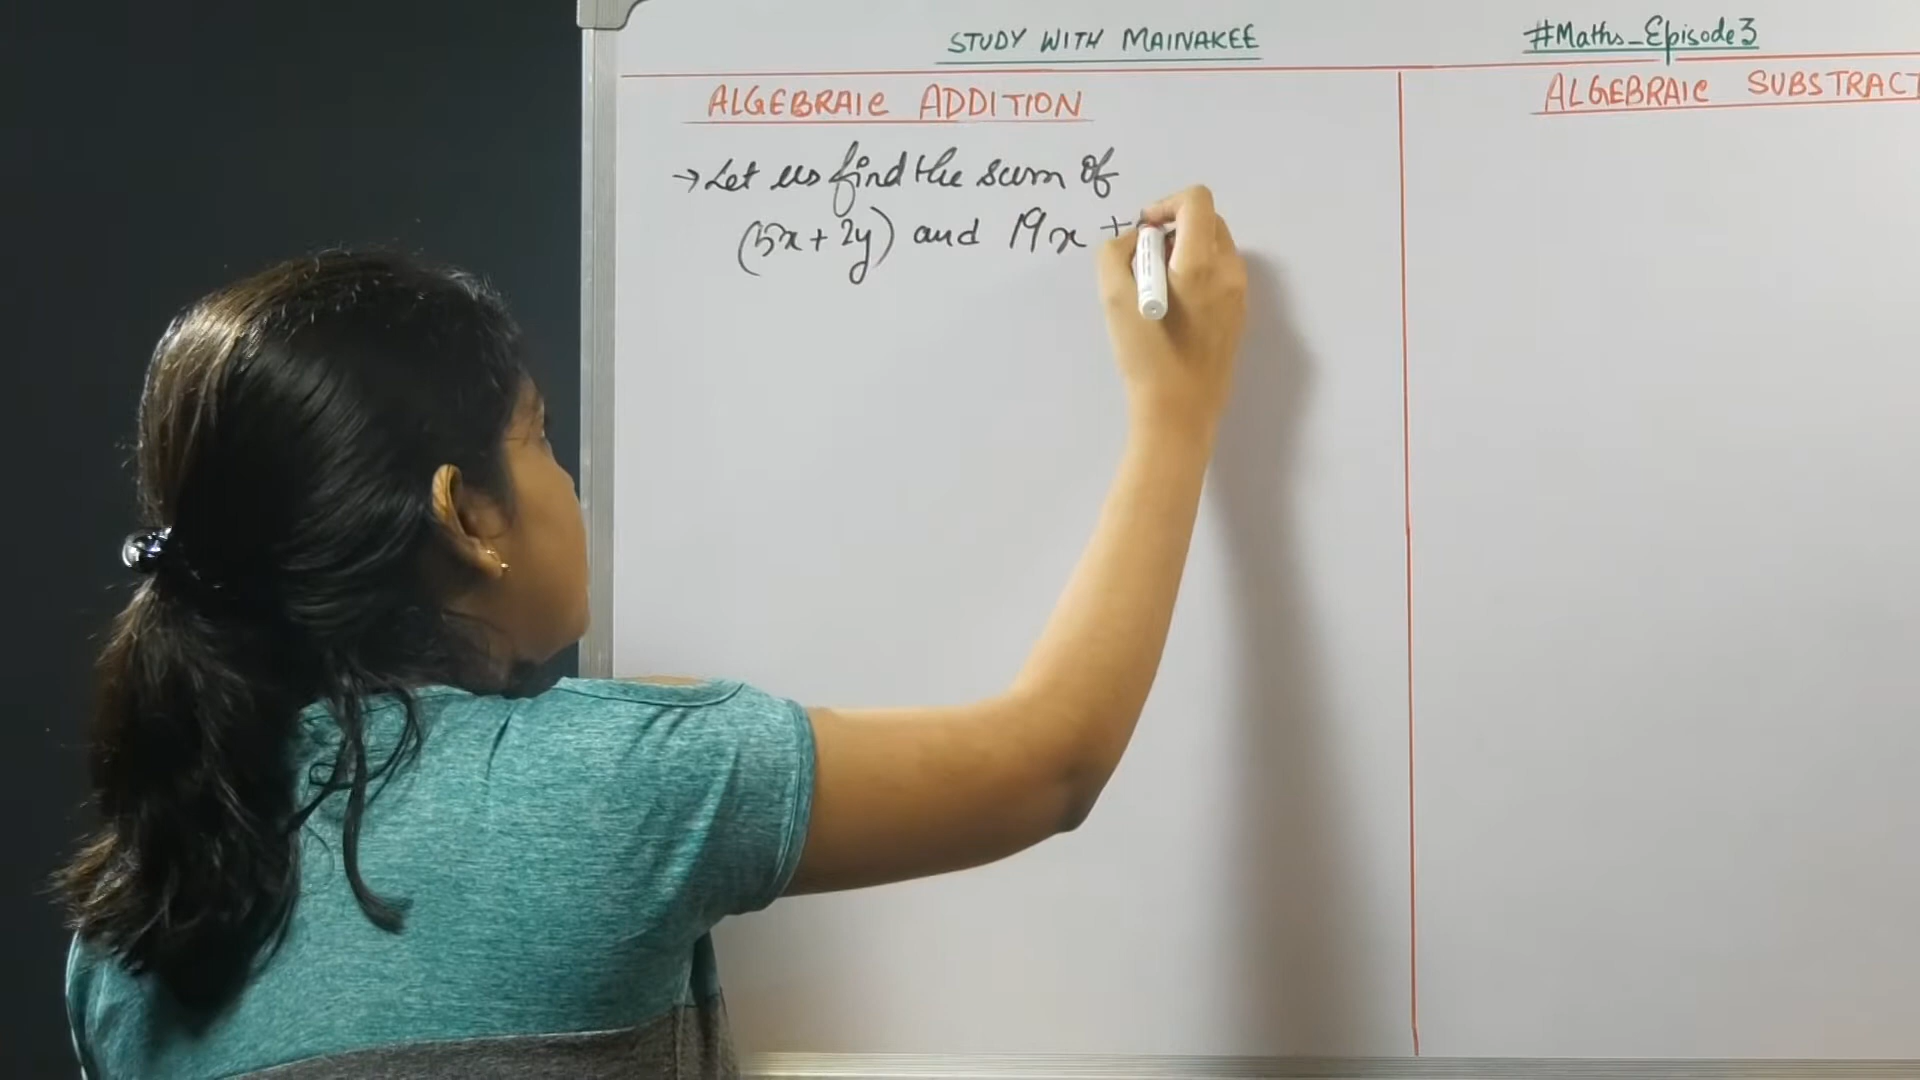 STUDY WITH MAINAKEE
#Maths_Episode3
ALGEBRAIC ADDITION
→ Let us find the sum of
(5x + 2y) and 19x +
ALGEBRAIC SUBSTRACT